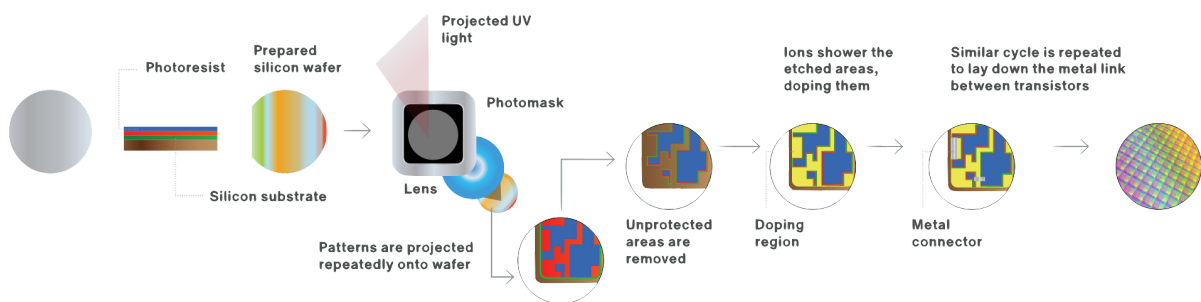 Photoresist
Silicon substrate
Prepared
silicon wafer
Projected UV
light
Photomask
Lens
Patterns are projected
repeatedly onto wafer
Unprotected
areas are
removed
Ions shower the
etched areas,
doping them
Doping
region
Similar cycle is repeated
to lay down the metal link
between transistors
Metal
connector